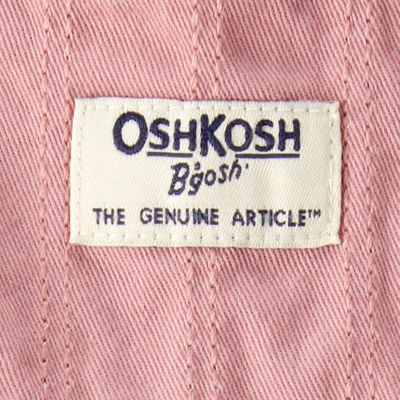 OSHKOSH
B'gosh.
THE GENUINE ARTICLE™